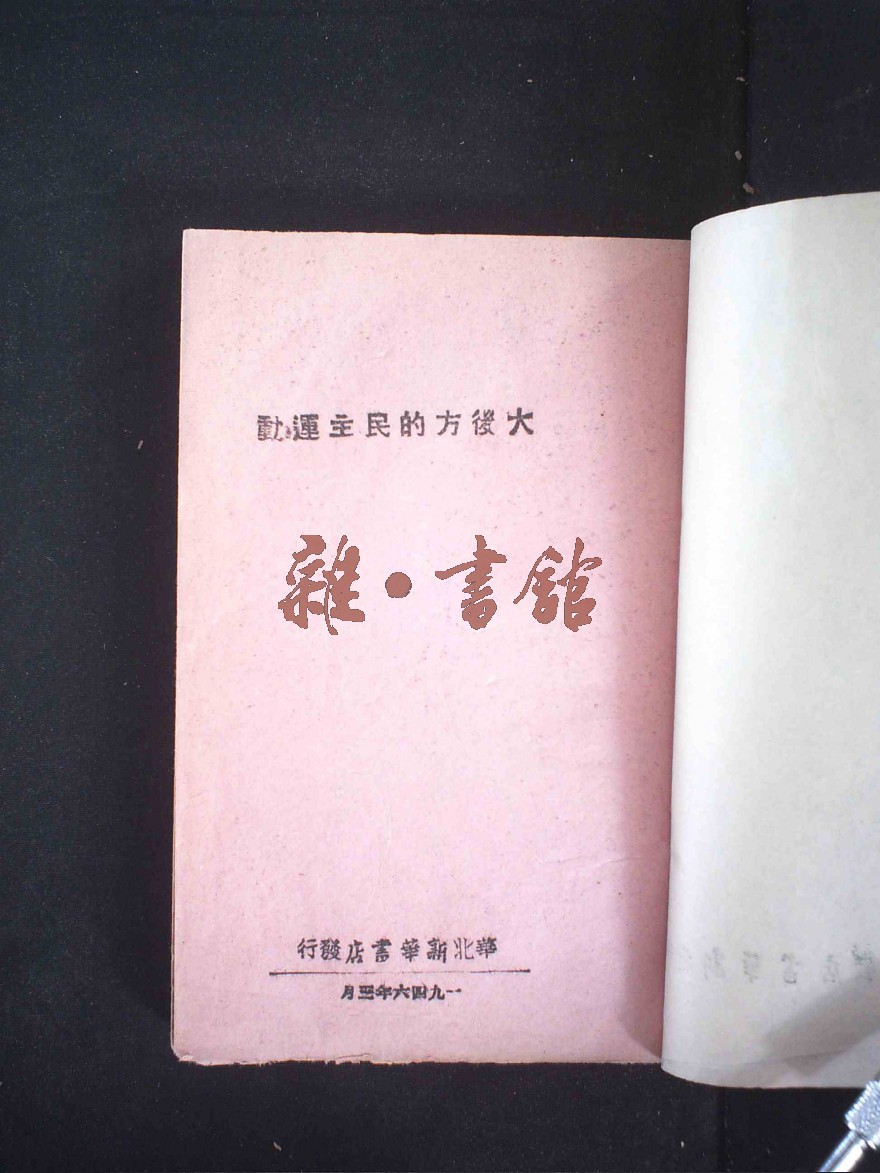 大後方的民主運動
雜•書館
華北新華書店發行
一九四六年三月